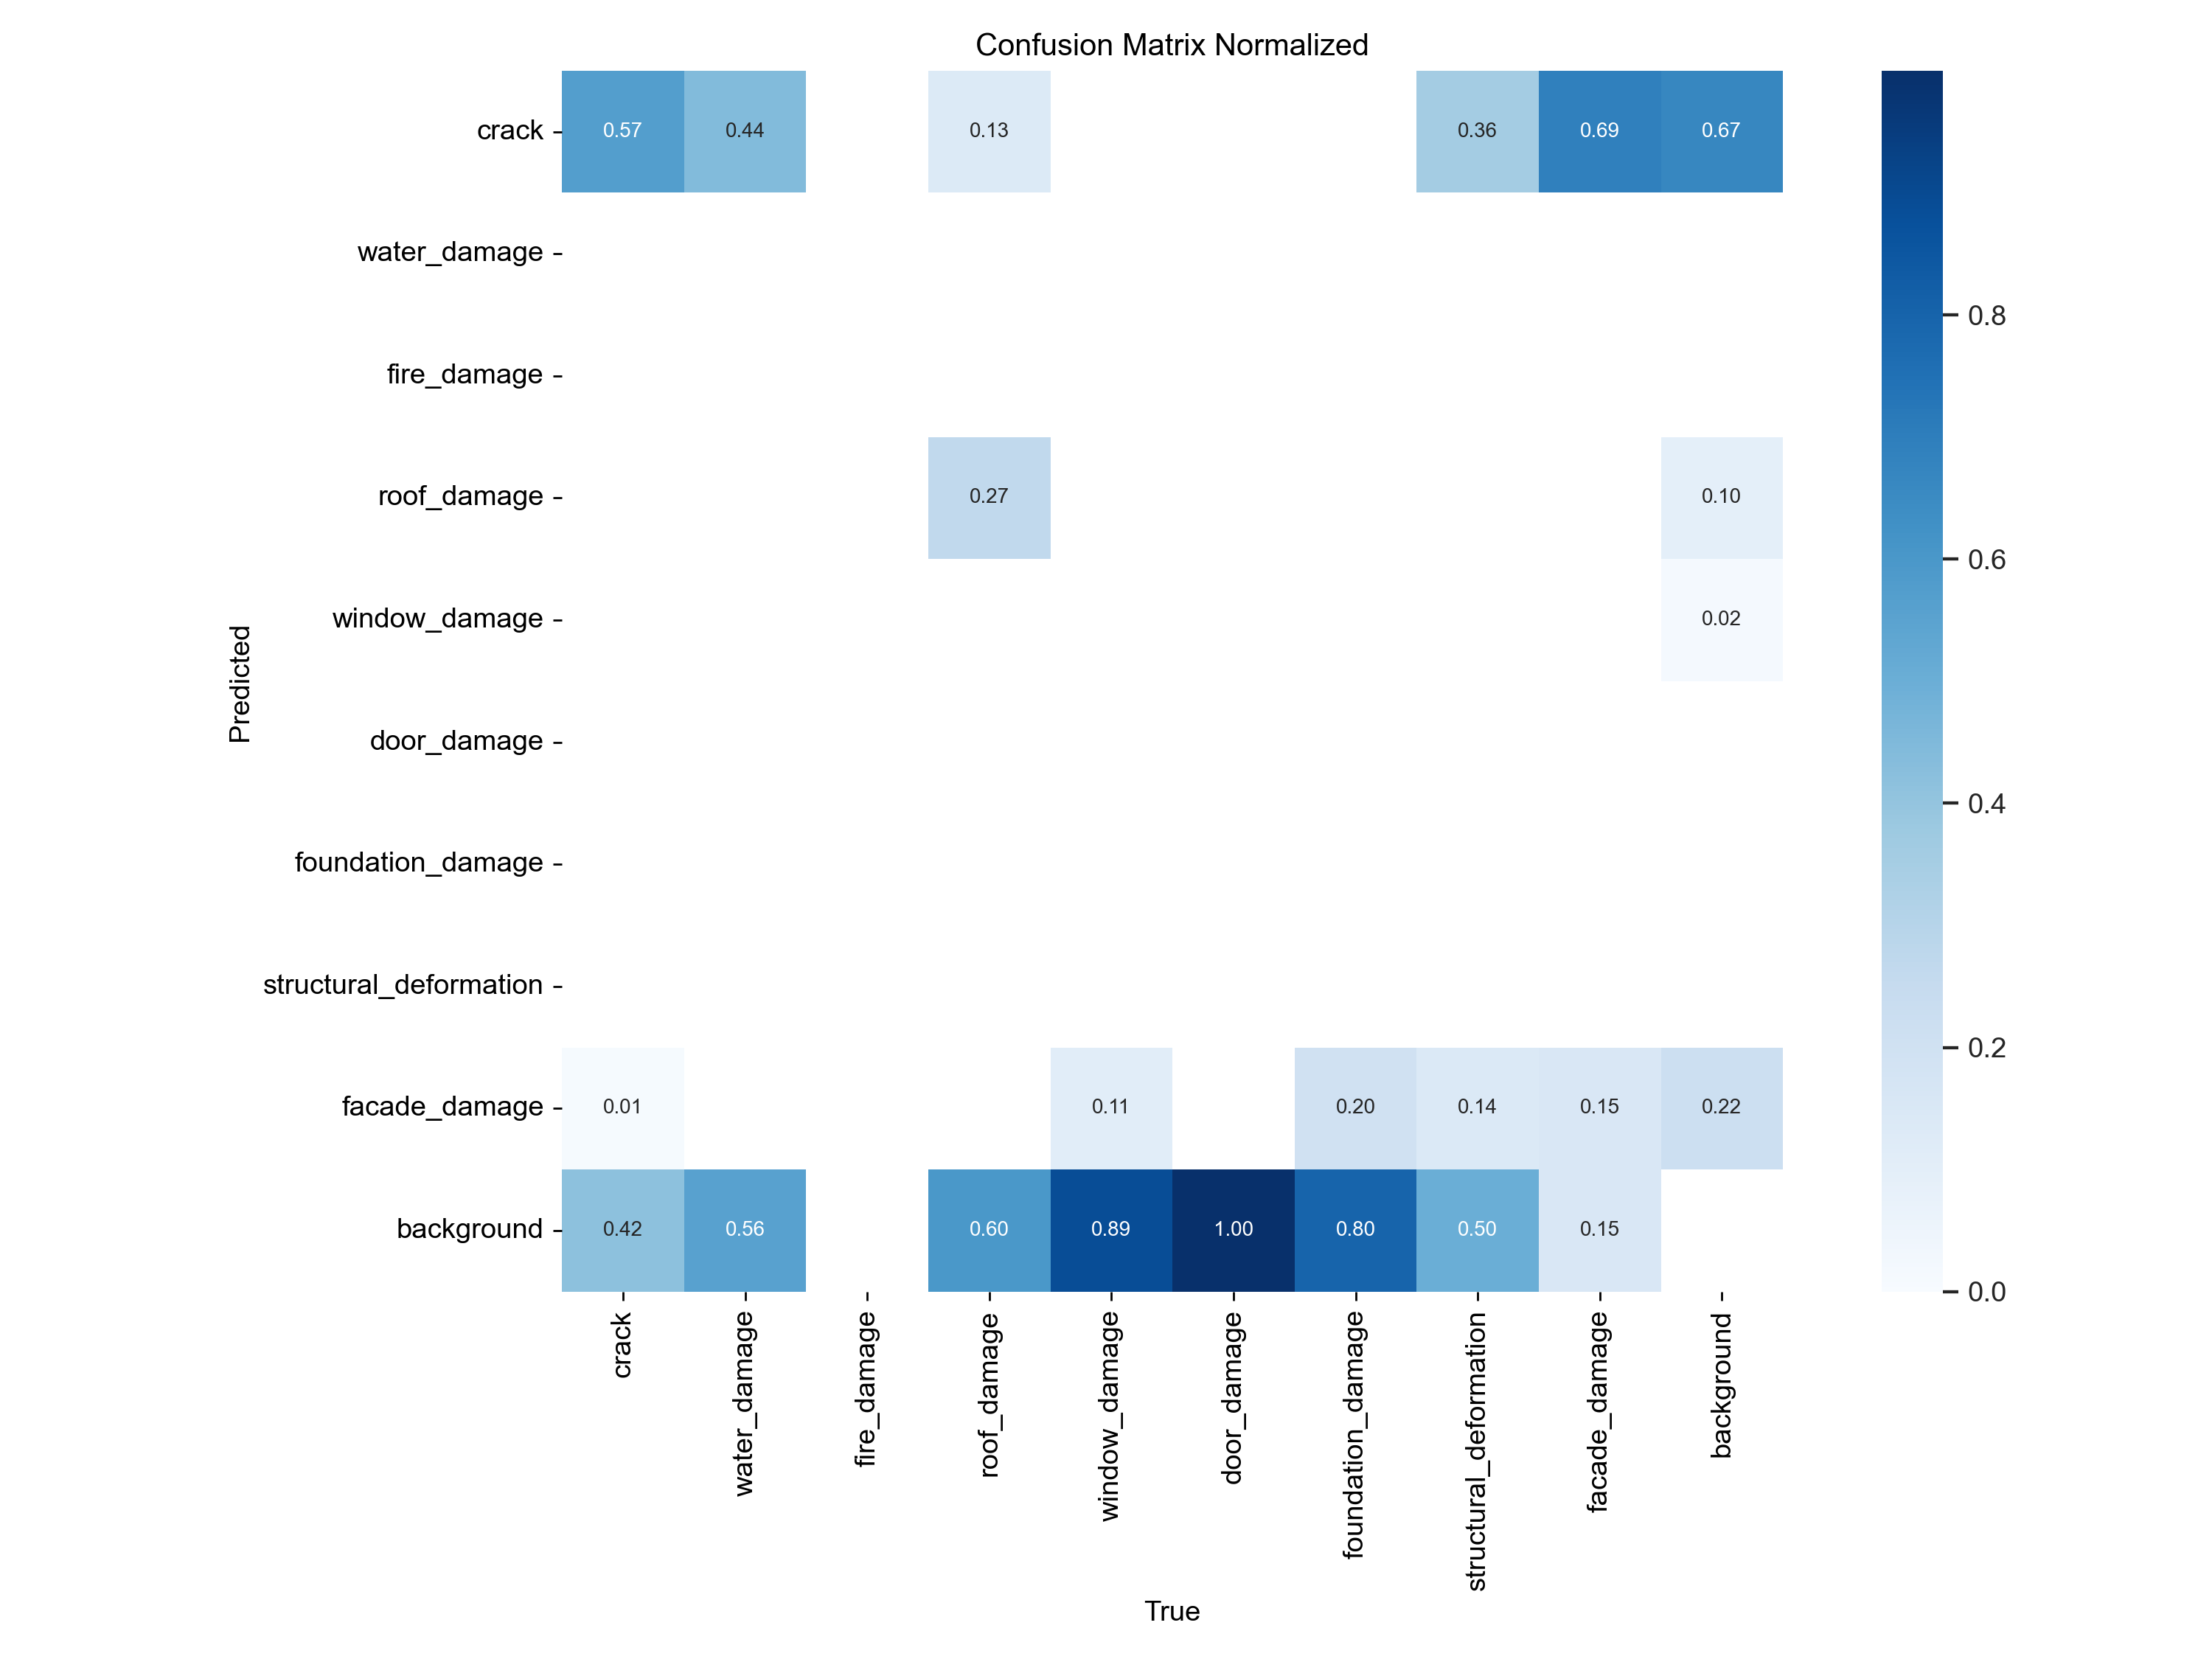 Confusion Matrix Normalized
crack
0.57
0.44
0.13
0.36
0.69
0.67
water_damage
fire_damage
roof_damage
0.27
0.10
window_damage
0.02
door_damage
foundation_damage
structural_deformation
facade_damage
0.01
0.11
0.20
0.14
0.15
0.22
background
0.42
0.56
0.60
0.89
1.00
0.80
0.50
0.15
Predicted
crack
water_damage
fire_damage
roof_damage
window_damage
door_damage
foundation_damage
structural_deformation
facade_damage
background
True
0.8
0.6
0.4
0.2
0.0